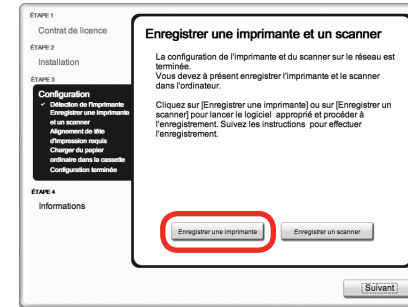 ÉTAPE 1
Contrat de licence
ÉTAPE 2
Installation
ÉTAPE 3
Configuration
✓ Détection de l'imprimante
Enregistrer une imprimante
et un scanner
Alignement de tête
d'impression requis
Charger du papier
ordinaire dans la cassette
Configuration terminée
ÉTAPE 4
Informations
Enregistrer une imprimante et un scanner
La configuration de l'imprimante et du scanner sur le réseau est
terminée.
Vous devez à présent enregistrer l'imprimante et le scanner
dans l'ordinateur.
Cliquez sur [Enregistrer une imprimante] ou sur [Enregistrer un
scanner] pour lancer le logiciel approprié et procéder à
l'enregistrement. Suivez les instructions pour effectuer
l'enregistrement.
Enregistrer une imprimante
Enregistrer un scanner
Suivant